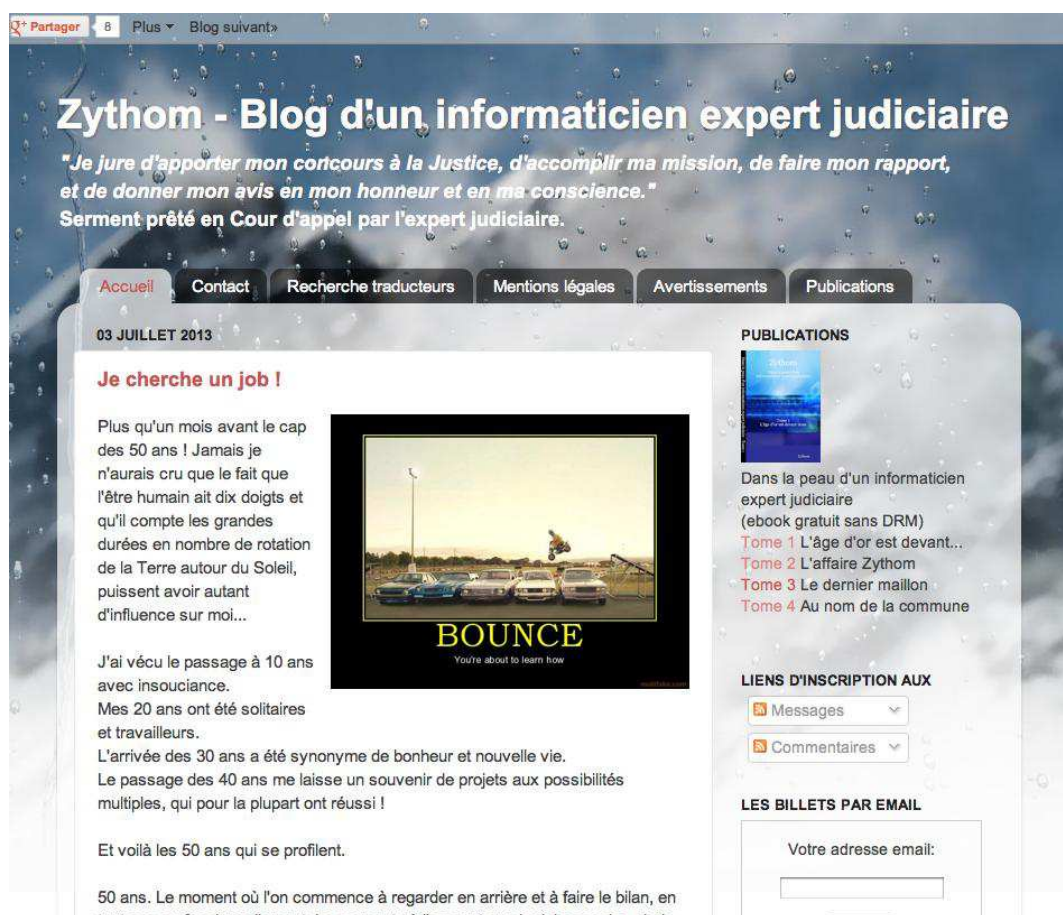 Partager 8 Plus Blog suivant»
Zythom - Blog d'un informaticien expert judiciaire
"Je jure d'apporter mon concours à la Justice, d'accomplir ma mission, de faire mon rapport,
et de donner mon avis en mon honneur et en ma conscience."
Serment prêté en Cour d'appel par l'expert judiciaire.
Accueil Contact Recherche traducteurs Mentions légales Avertissements Publications
03 JUILLET 2013
Je cherche un job !
Plus qu'un mois avant le cap
des 50 ans ! Jamais je
n'aurais cru que le fait que
l'être humain ait dix doigts et
qu'il compte les grandes
durées en nombre de rotation
de la Terre autour du Soleil,
puissent avoir autant
d'influence sur moi...
BOUNCE
You're about to learn how
J'ai vécu le passage à 10 ans
avec insouciance.
Mes 20 ans ont été solitaires
et travailleurs.
L'arrivée des 30 ans a été synonyme de bonheur et nouvelle vie.
Le passage des 40 ans me laisse un souvenir de projets aux possibilités
multiples, qui pour la plupart ont réussi !
Et voilà les 50 ans qui se profilent.
50 ans. Le moment où l'on commence à regarder en arrière et à faire le bilan, en
PUBLICATIONS
Zythom
Dans la peau d'un informaticien
expert judiciaire
(ebook gratuit sans DRM)
Tome 1 L'âge d'or est devant...
Tome 2 L'affaire Zythom
Tome 3 Le dernier maillon
Tome 4 Au nom de la commune
LIENS D'INSCRIPTION AUX
Messages
Commentaires
LES BILLETS PAR EMAIL
Votre adresse email: